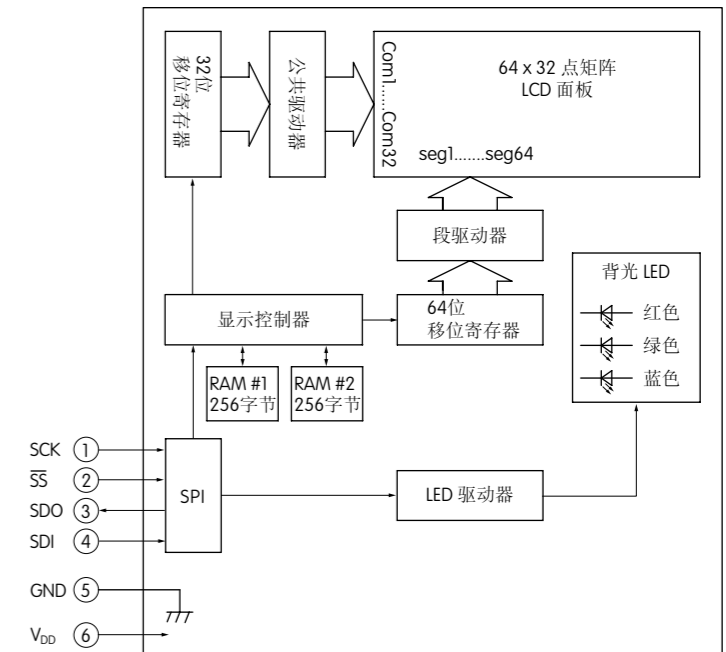 32位
移位寄存器
公共驱动器
Com1......Com32
64 x 32 点矩阵
LCD 面板
seg1.......seg64
段驱动器
背光 LED
红色
绿色
蓝色
显示控制器
64位
移位寄存器
RAM #1
256字节
RAM #2
256字节
SCK 1
SS 2
SDO 3
SDI 4
SPI
LED 驱动器
GND 5
VDD 6